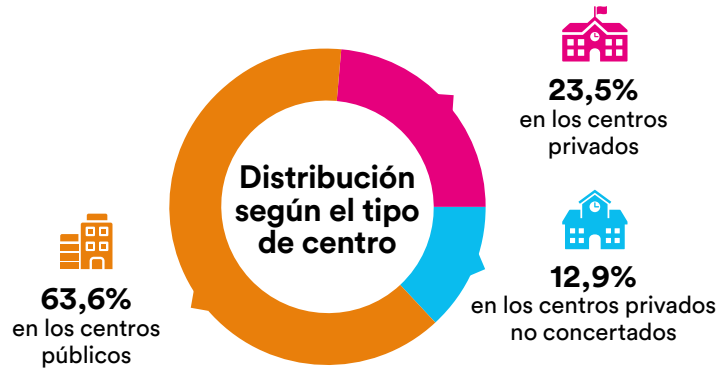 Distribución
según el tipo
de centro
23,5%
en los centros
privados
12,9%
en los centros privados
no concertados
63,6%
en los centros
públicos